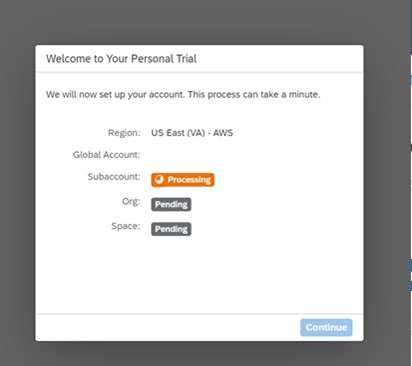 Welcome to Your Personal Trial
We will now set up your account. This process can take a minute.
Region: US East (VA) - AWS
Global Account:
Subaccount: Processing
Org: Pending
Space: Pending
Continue